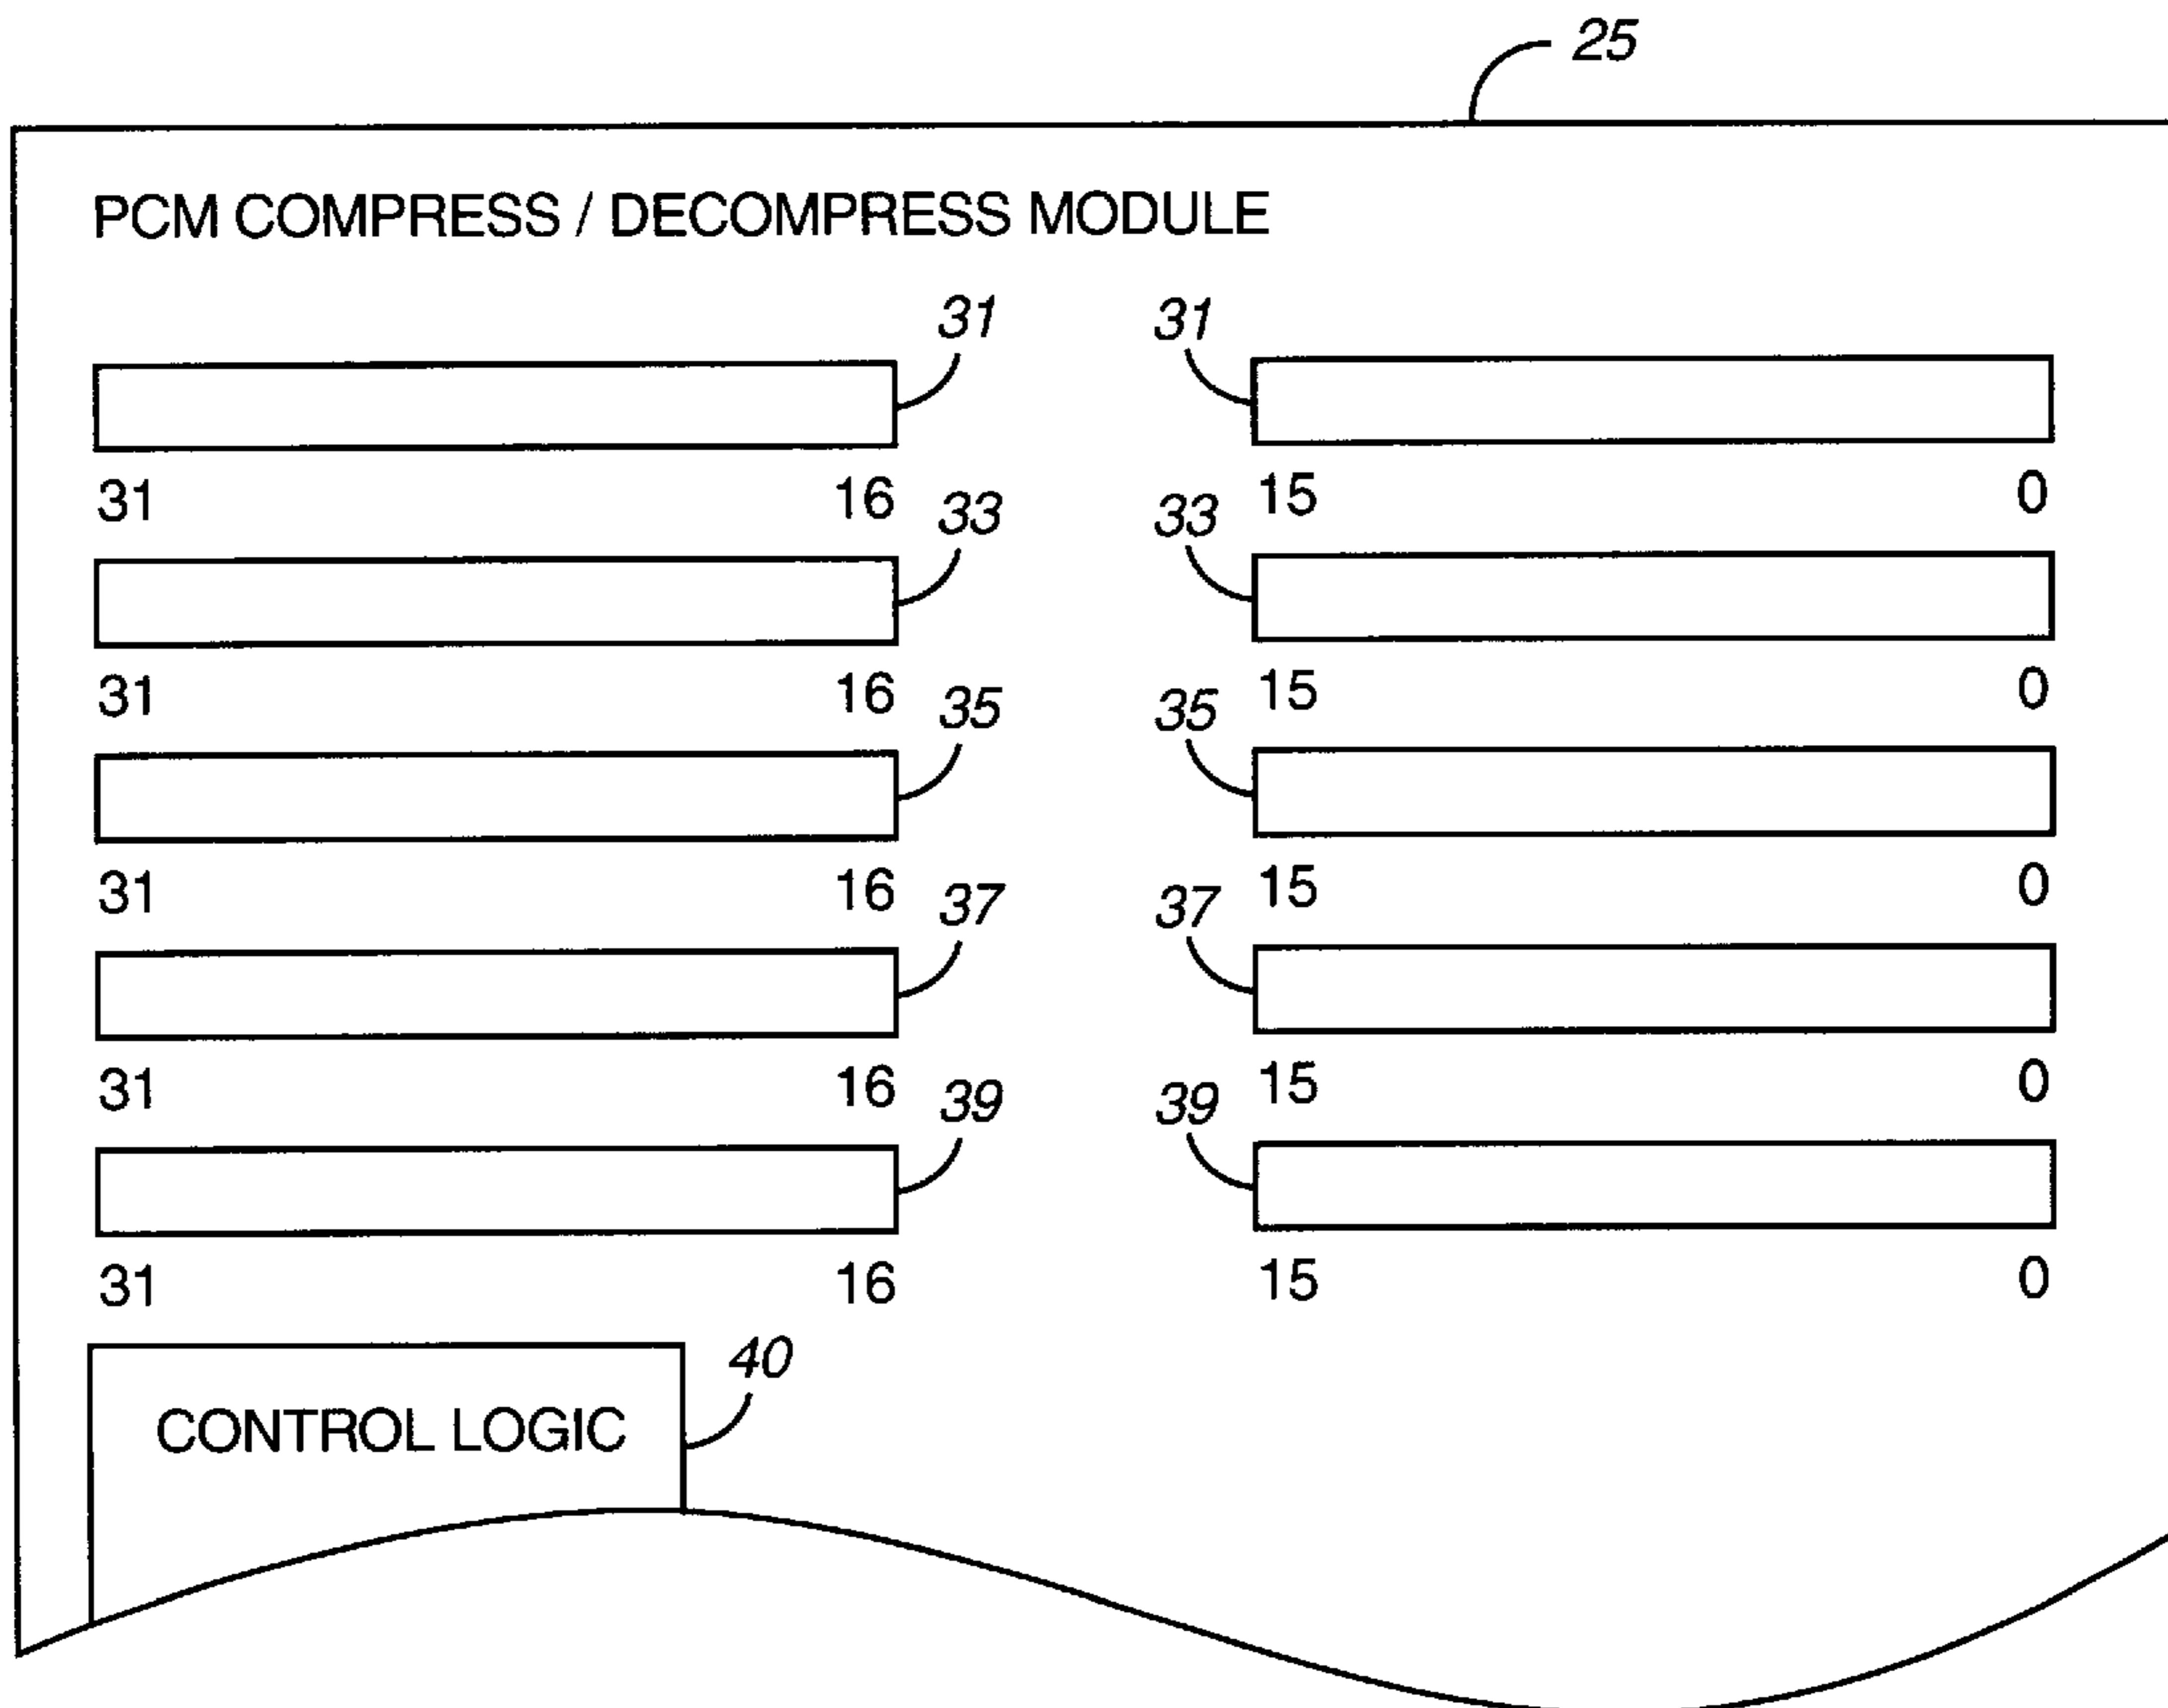 25
PCM COMPRESS / DECOMPRESS MODULE
31 31
31 16 15 0
33 33
31 16 15 0
35 35
31 16 15 0
37 37
31 16 15 0
39 39
31 16 15 0
40
CONTROL LOGIC